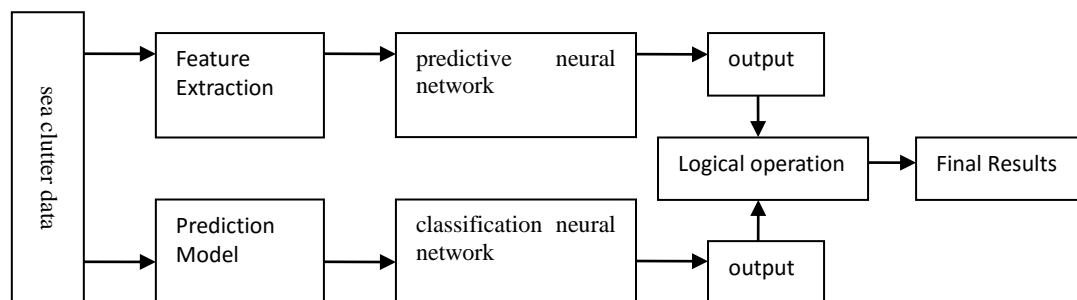 sea clutter data
Feature
Extraction
predictive neural
network
output
Logical operation
Final Results
Prediction
Model
classification neural
network
output